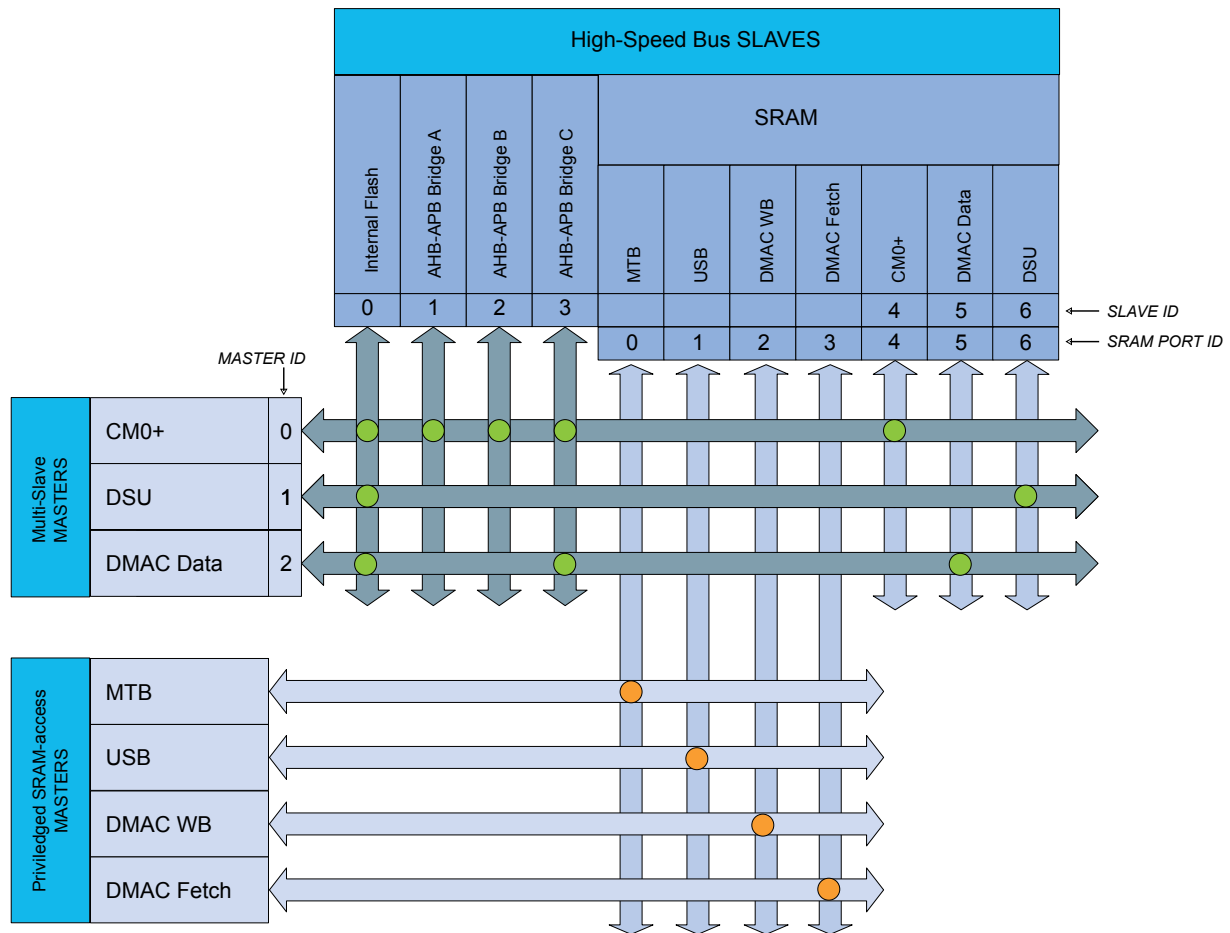 High-Speed Bus SLAVES
SRAM
Internal Flash
AHB-APB Bridge A
AHB-APB Bridge B
AHB-APB Bridge C
MTB
USB
DMAC WB
DMAC Fetch
CM0+
DMAC Data
DSU
0 1 2 3 4 5 6 SLAVE ID
0 1 2 3 4 5 6 SRAM PORT ID
MASTER ID
Multi-Slave
MASTERS
CM0+ 0
DSU 1
DMAC Data 2
Priviledged SRAM-access
MASTERS
MTB
USB
DMAC WB
DMAC Fetch